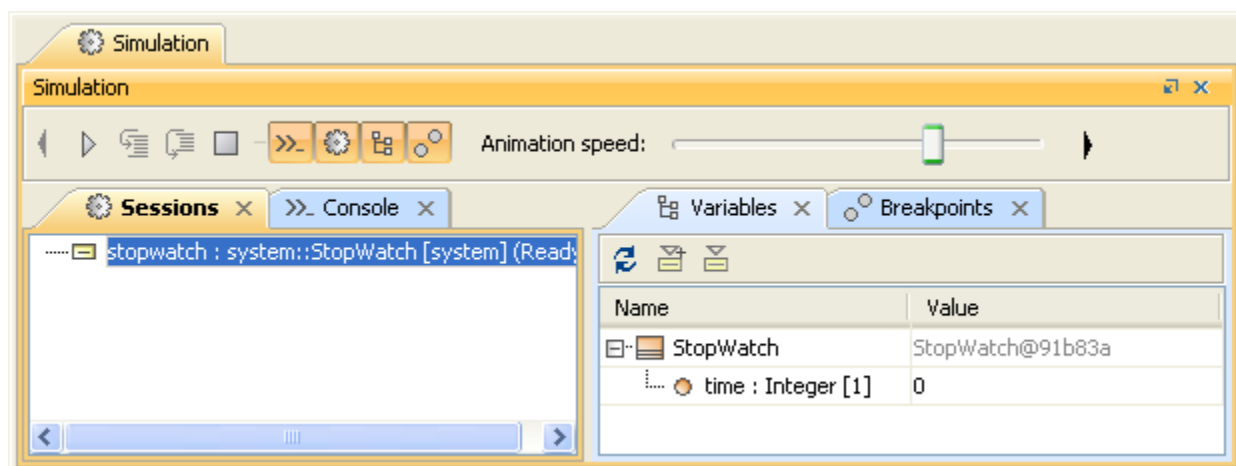 Simulation
Simulation
Animation speed:
Sessions
Console
Variables
Breakpoints
stopwatch : system::StopWatch [system] (Ready
Name Value
StopWatch StopWatch@91b83a
time : Integer [1] 0